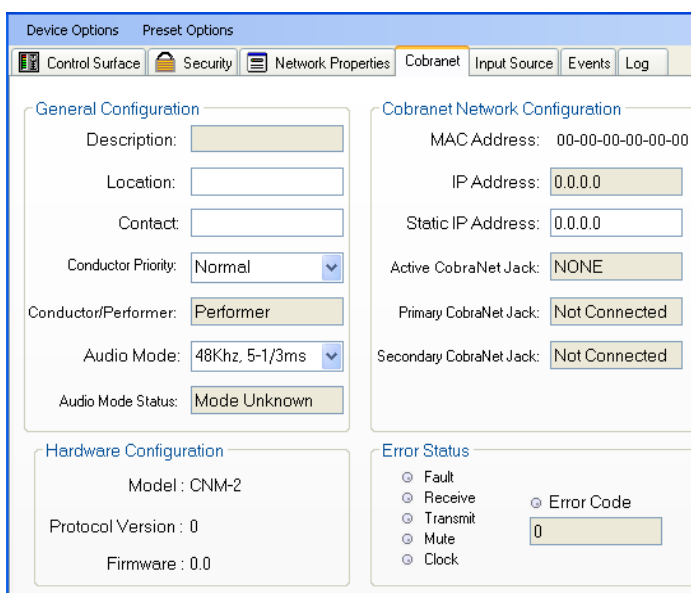 Device Options Preset Options
Control Surface Security Network Properties Cobranet Input Source Events Log
General Configuration
Description:
Location:
Contact:
Conductor Priority: Normal
Conductor/Performer: Performer
Audio Mode: 48Khz, 5-1/3ms
Audio Mode Status: Mode Unknown
Cobranet Network Configuration
MAC Address: 00-00-00-00-00-00
IP Address: 0.0.0.0
Static IP Address: 0.0.0.0
Active CobraNet Jack: NONE
Primary CobraNet Jack: Not Connected
Secondary CobraNet Jack: Not Connected
Hardware Configuration
Model : CNM-2
Protocol Version : 0
Firmware : 0.0
Error Status
Fault
Receive
Transmit
Mute
Clock
Error Code
0